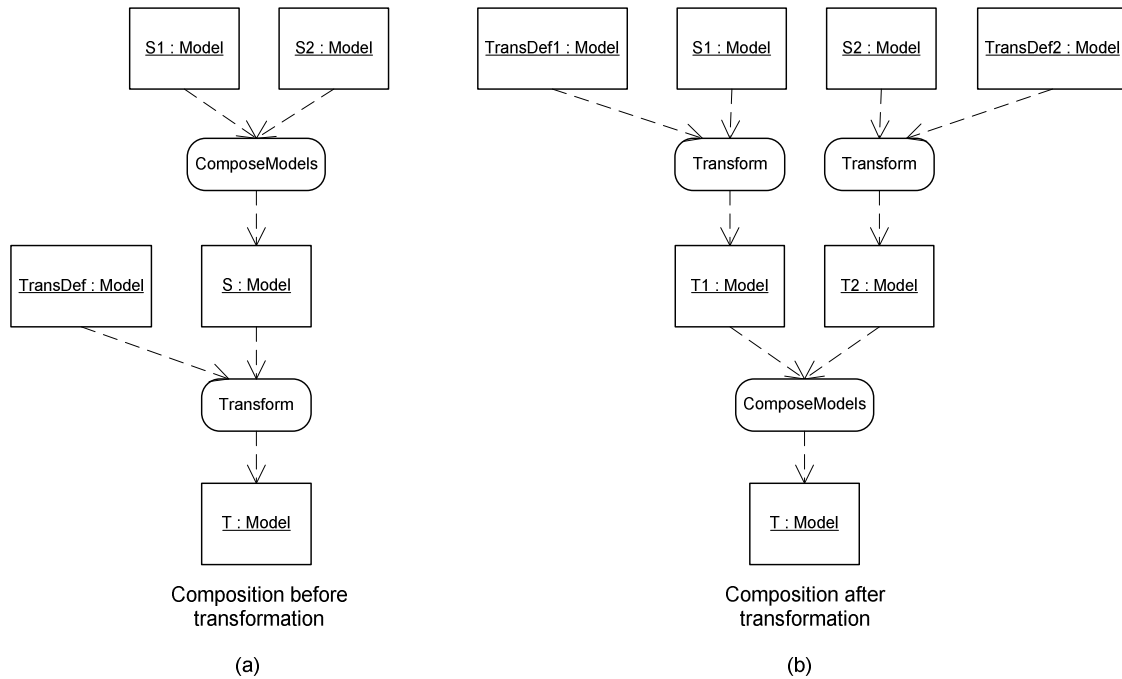 S1 : Model
S2 : Model
ComposeModels
TransDef : Model
S : Model
Transform
T : Model
Composition before
transformation
(a)
TransDef1 : Model
S1 : Model
S2 : Model
TransDef2 : Model
Transform
Transform
T1 : Model
T2 : Model
ComposeModels
T : Model
Composition after
transformation
(b)